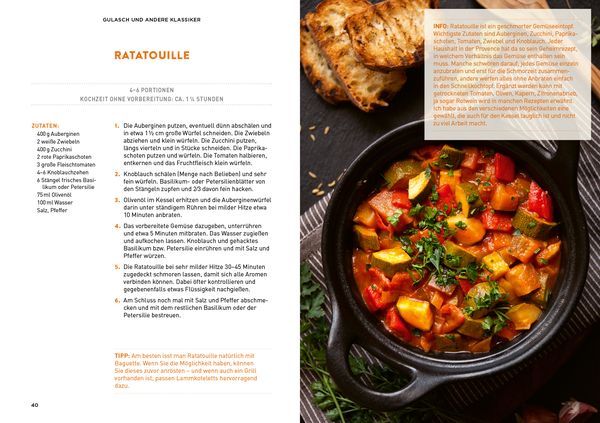 GULASCH UND ANDERE KLASSIKER
RATATOUILLE
4–6 PORTIONEN
KOCHZEIT OHNE VORBEREITUNG: CA. 1 ¼ STUNDEN
ZUTATEN:
400 g Auberginen
2 weiße Zwiebeln
400 g Zucchini
2 rote Paprikaschoten
3 große Fleischtomaten
4–6 Knoblauchzehen
6 Stängel frisches Basi-
likum oder Petersilie
75 ml Olivenöl
100 ml Wasser
Salz, Pfeffer
1. Die Auberginen putzen, eventuell dünn abschälen und
in etwa 1½ cm große Würfel schneiden. Die Zwiebeln
abziehen und klein würfeln. Die Zucchini putzen,
längs vierteln und in Stücke schneiden. Die Paprika-
schoten putzen und würfeln. Die Tomaten halbieren,
entkernen und das Fruchtfleisch klein würfeln.
2. Knoblauch schälen (Menge nach Belieben) und sehr
fein würfeln. Basilikum- oder Petersilienblätter von
den Stängeln zupfen und 2/3 davon fein hacken.
3. Olivenöl im Kessel erhitzen und die Auberginenwürfel
darin unter ständigem Rühren bei milder Hitze etwa
10 Minuten anbraten.
4. Das vorbereitete Gemüse dazugeben, unterrühren
und etwa 5 Minuten mitbraten. Das Wasser zugießen
und aufkochen lassen. Knoblauch und gehacktes
Basilikum bzw. Petersilie einrühren und mit Salz und
Pfeffer würzen.
5. Die Ratatouille bei sehr milder Hitze 30–45 Minuten
zugedeckt schmoren lassen, damit sich alle Aromen
verbinden können. Dabei öfter kontrollieren und
gegebenenfalls etwas Flüssigkeit nachgießen.
6. Am Schluss noch mal mit Salz und Pfeffer abschme-
cken und mit dem restlichen Basilikum oder der
Petersilie bestreuen.
TIPP: Am besten isst man Ratatouille natürlich mit
Baguette. Wenn Sie die Möglichkeit haben, können
Sie dieses zuvor anrösten – und wenn auch ein Grill
vorhanden ist, passen Lammkoteletts hervorragend
dazu.
40
INFO: Ratatouille ist ein geschmorter Gemüseeintopf.
Wichtigste Zutaten sind Auberginen, Zucchini, Paprika-
schoten, Tomaten, Zwiebel und Knoblauch. Jeder
Haushalt in der Provence hat da so sein Geheimrezept,
in welchem Verhältnis das Gemüse enthalten sein
muss. Manche schwören darauf, jedes Gemüse einzeln
anzubraten und erst für die Schmorzeit zusammen-
zuführen, andere werfen alles ohne Anbraten einfach
in den Schnellkochtopf. Ergänzt werden kann mit
getrockneten Tomaten, Oliven, Kapern, Zitronenabrieb,
ja sogar Rotwein wird in manchen Rezepten erwähnt.
Ich habe aus den verschiedenen Möglichkeiten eine
gewählt, die auch für den Kessel tauglich ist und nicht
zu viel Arbeit macht.